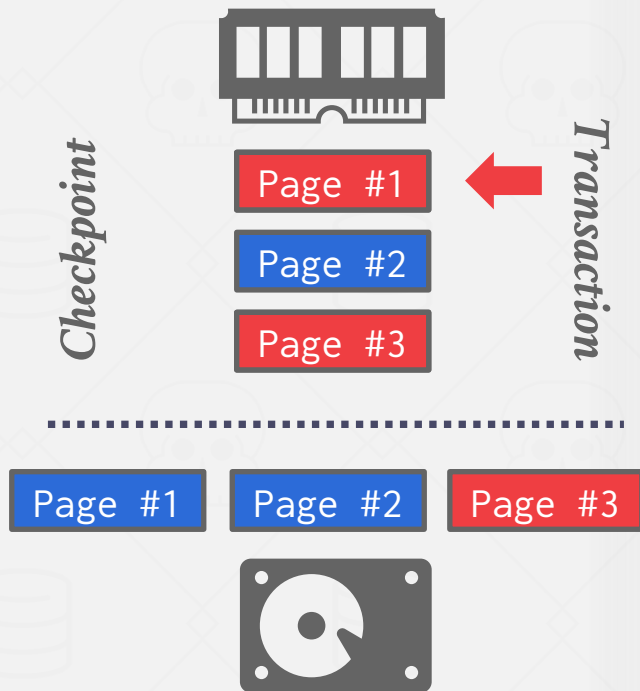 Checkpoint
Transaction
Page #1
Page #2
Page #3
Page #1
Page #2
Page #3